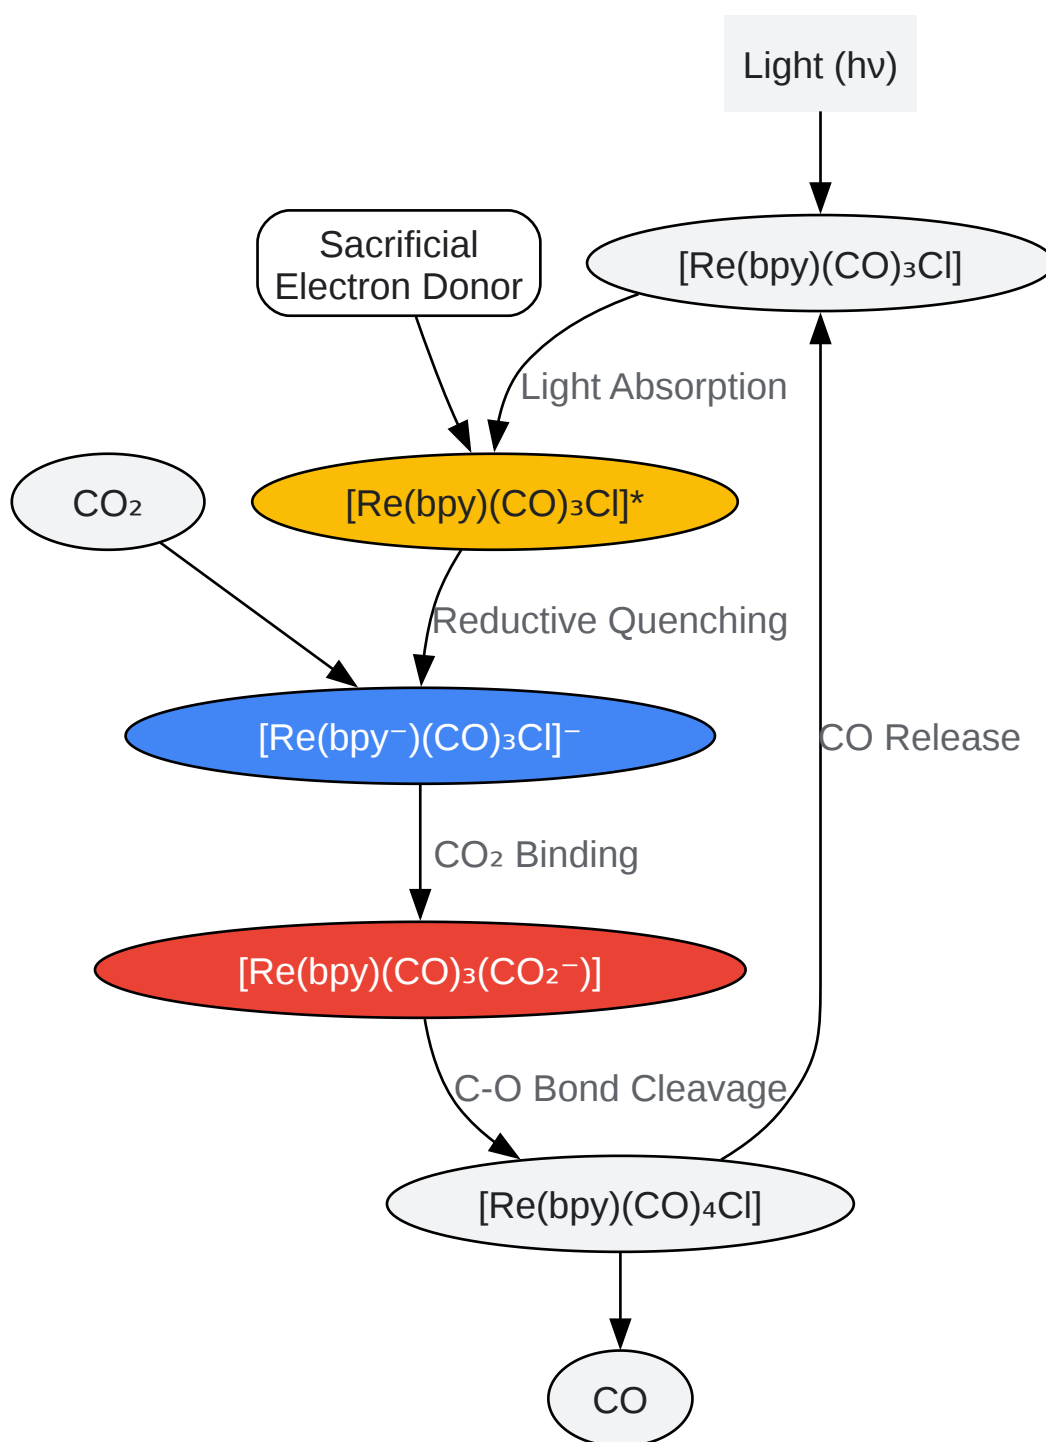 Light (hν)
Sacrificial
Electron Donor
[Re(bpy)(CO)₃Cl]
Light Absorption
CO₂
[Re(bpy)(CO)₃Cl]*
Reductive Quenching
[Re(bpy⁻)(CO)₃Cl]⁻
CO Release
CO₂ Binding
[Re(bpy)(CO)₃(CO₂⁻)]
C-O Bond Cleavage
[Re(bpy)(CO)₄Cl]
CO